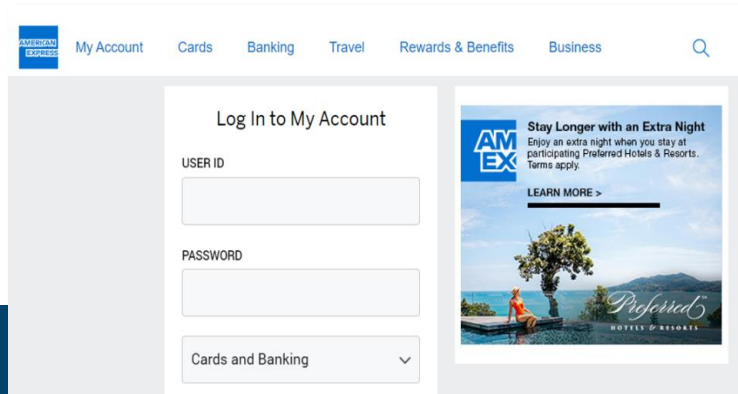 AMERICAN
EXPRESS
My Account Cards Banking Travel Rewards & Benefits Business
Log In to My Account
USER ID
PASSWORD
Cards and Banking
AM
EX
Stay Longer with an Extra Night
Enjoy an extra night when you stay at
participating Preferred Hotels & Resorts.
Terms apply.
LEARN MORE >
Preferred
HOTELS & RESORTS